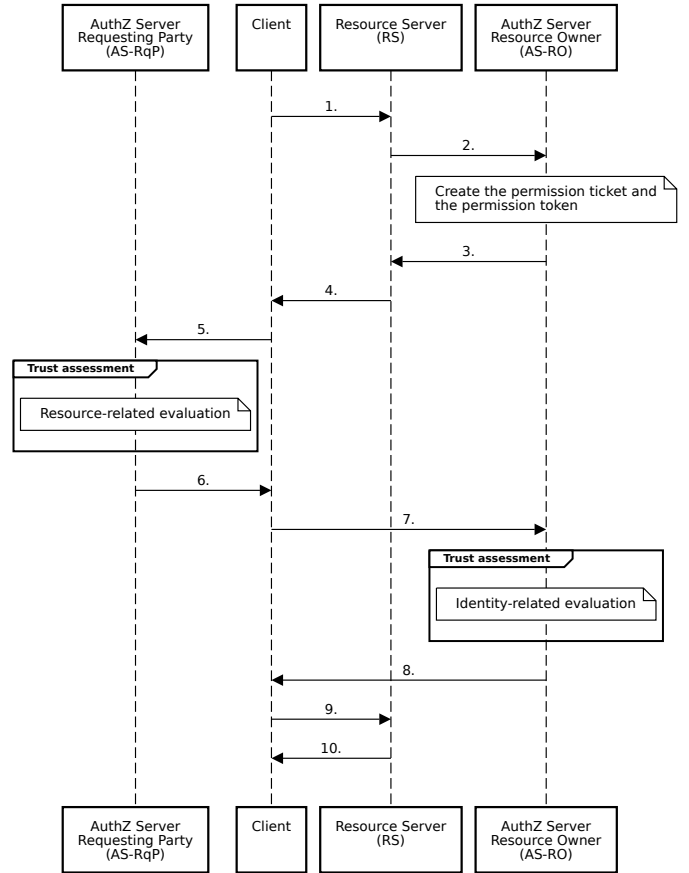 AuthZ Server
Requesting Party
(AS-RqP)
Client
Resource Server
(RS)
AuthZ Server
Resource Owner
(AS-RO)
1.
2.
Create the permission ticket and
the permission token
3.
4.
5.
Trust assessment
Resource-related evaluation
6.
7.
Trust assessment
Identity-related evaluation
8.
9.
10.
AuthZ Server
Requesting Party
(AS-RqP)
Client
Resource Server
(RS)
AuthZ Server
Resource Owner
(AS-RO)